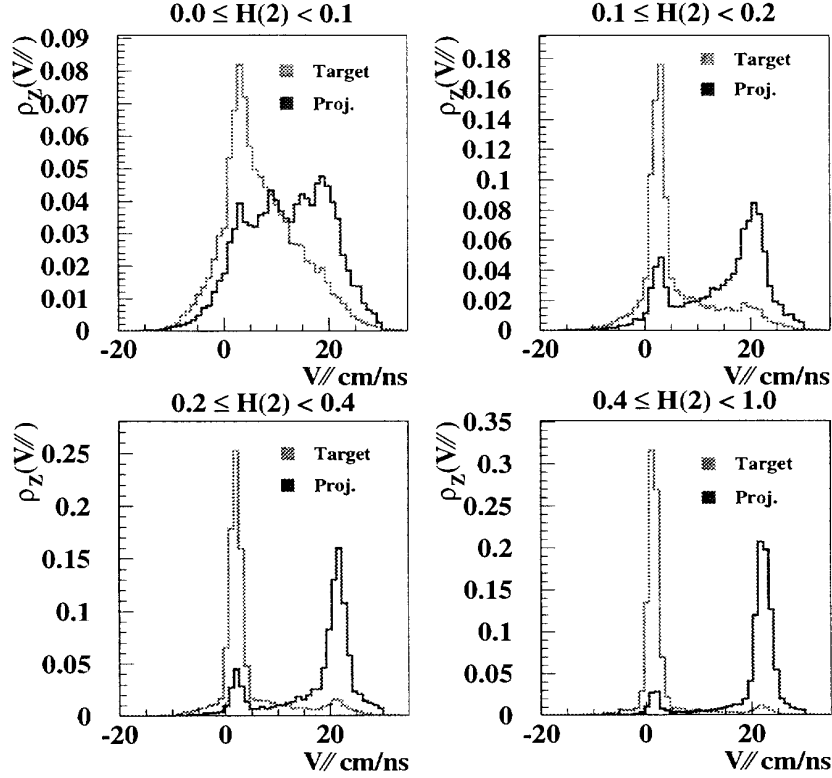 0.0 ≤ H(2) < 0.1
ρZ(V//)
0.09
0.08
0.07
0.06
0.05
0.04
0.03
0.02
0.01
0
Target
Proj.
-20
0
20
V// cm/ns
0.1 ≤ H(2) < 0.2
ρZ(V//)
0.18
0.16
0.14
0.12
0.1
0.08
0.06
0.04
0.02
0
Target
Proj.
-20
0
20
V// cm/ns
0.2 ≤ H(2) < 0.4
ρZ(V//)
0.25
0.2
0.15
0.1
0.05
0
Target
Proj.
-20
0
20
V// cm/ns
0.4 ≤ H(2) < 1.0
ρZ(V//)
0.35
0.3
0.25
0.2
0.15
0.1
0.05
0
Target
Proj.
-20
0
20
V// cm/ns